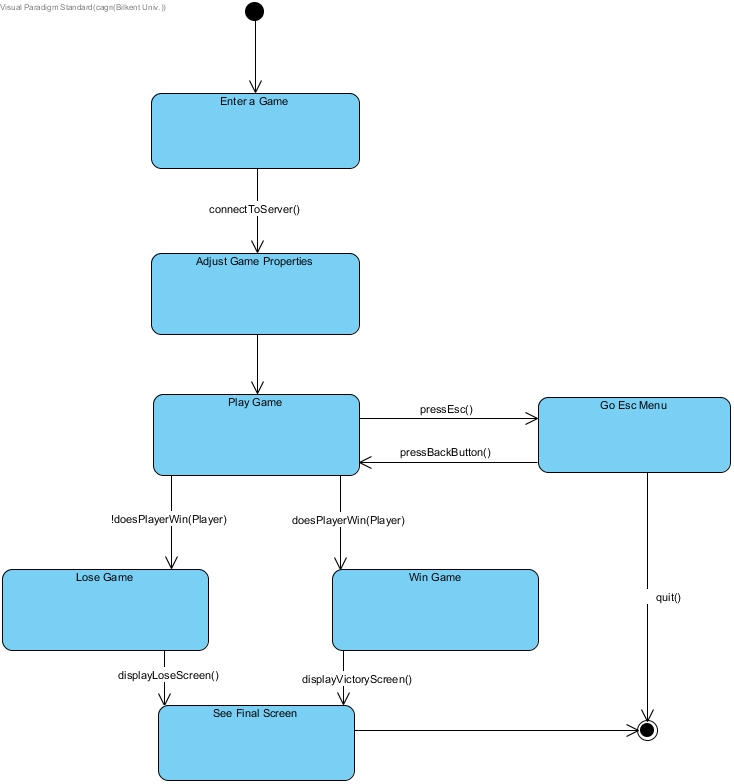 Visual Paradigm Standard(cagri(Bilkent Univ.))
Enter a Game
connectToServer()
Adjust Game Properties
Play Game
pressEsc()
Go Esc Menu
pressBackButton()
!doesPlayerWin(Player)
doesPlayerWin(Player)
Lose Game
Win Game
quit()
displayLoseScreen()
displayVictoryScreen()
See Final Screen